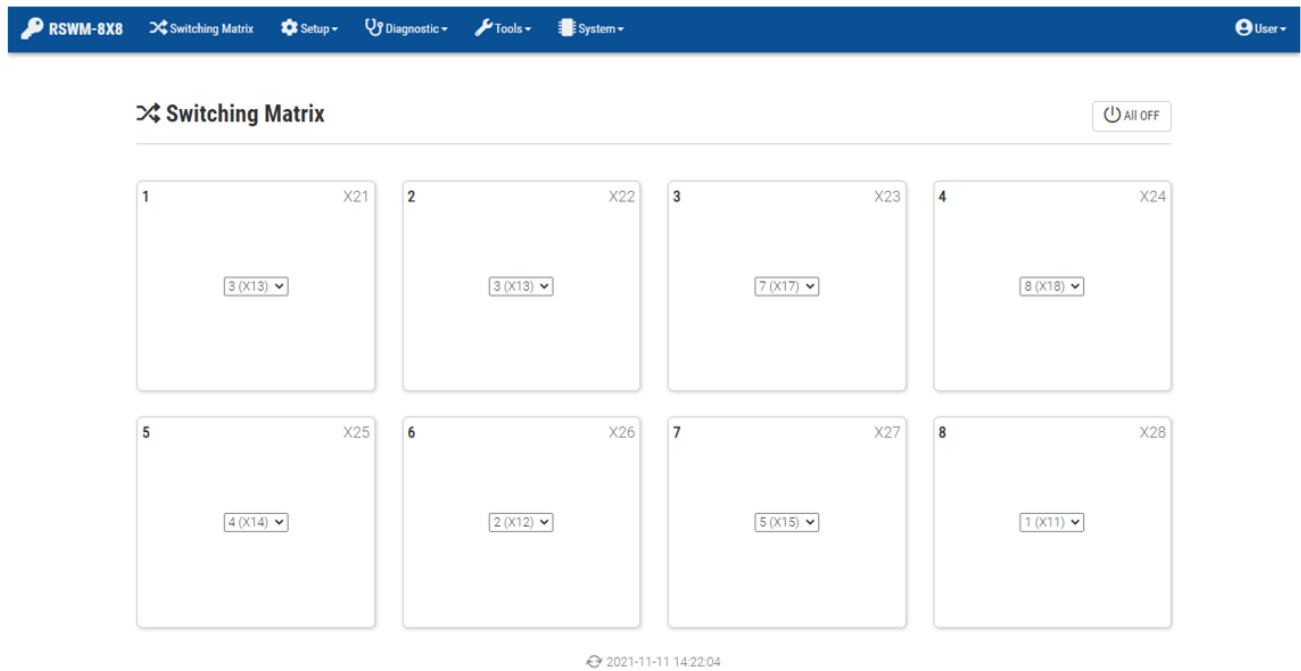 RSWM-8X8 Switching Matrix Setup Diagnostic Tools System User
Switching Matrix All OFF
1 X21 2 X22 3 X23 4 X24
3 (X13) 3 (X13) 7 (X17) 8 (X18)
5 X25 6 X26 7 X27 8 X28
4 (X14) 2 (X12) 5 (X15) 1 (X11)
2021-11-11 14:22:04